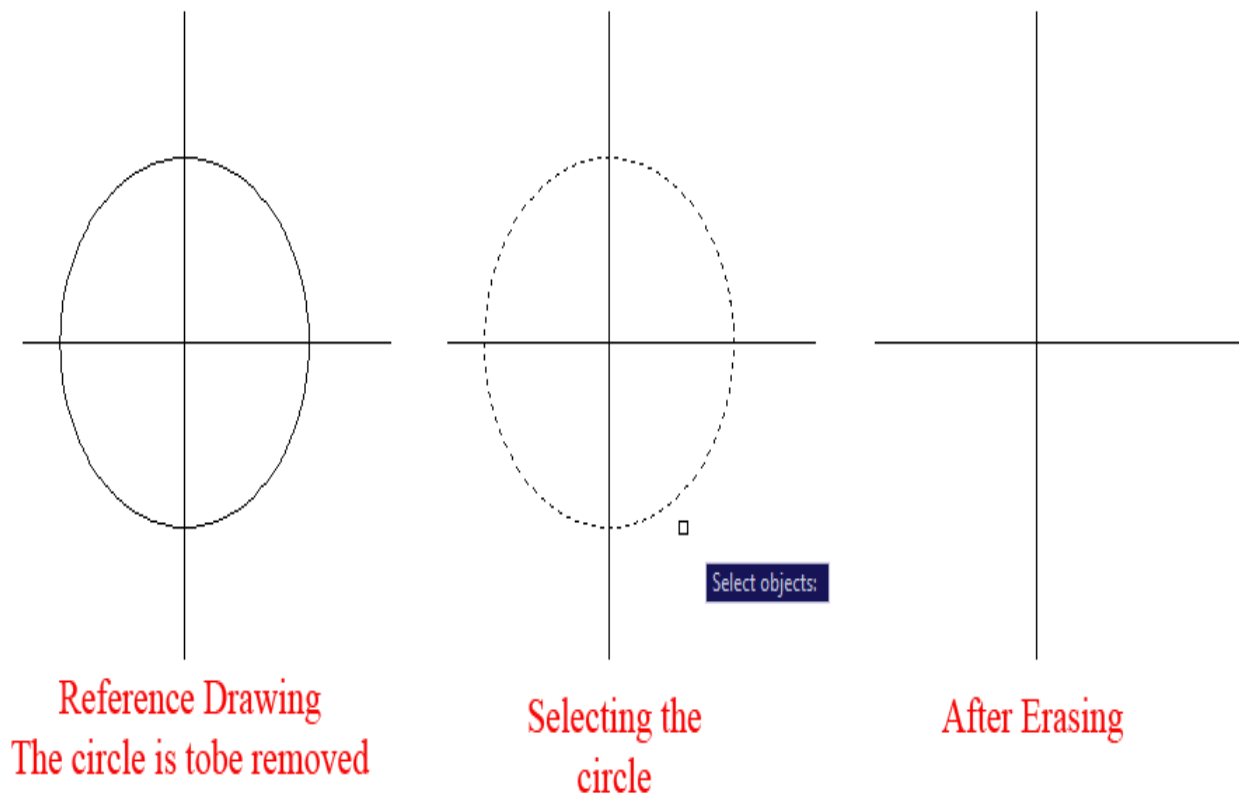 Reference Drawing
The circle is tobe removed
Select objects:
Selecting the
circle
After Erasing